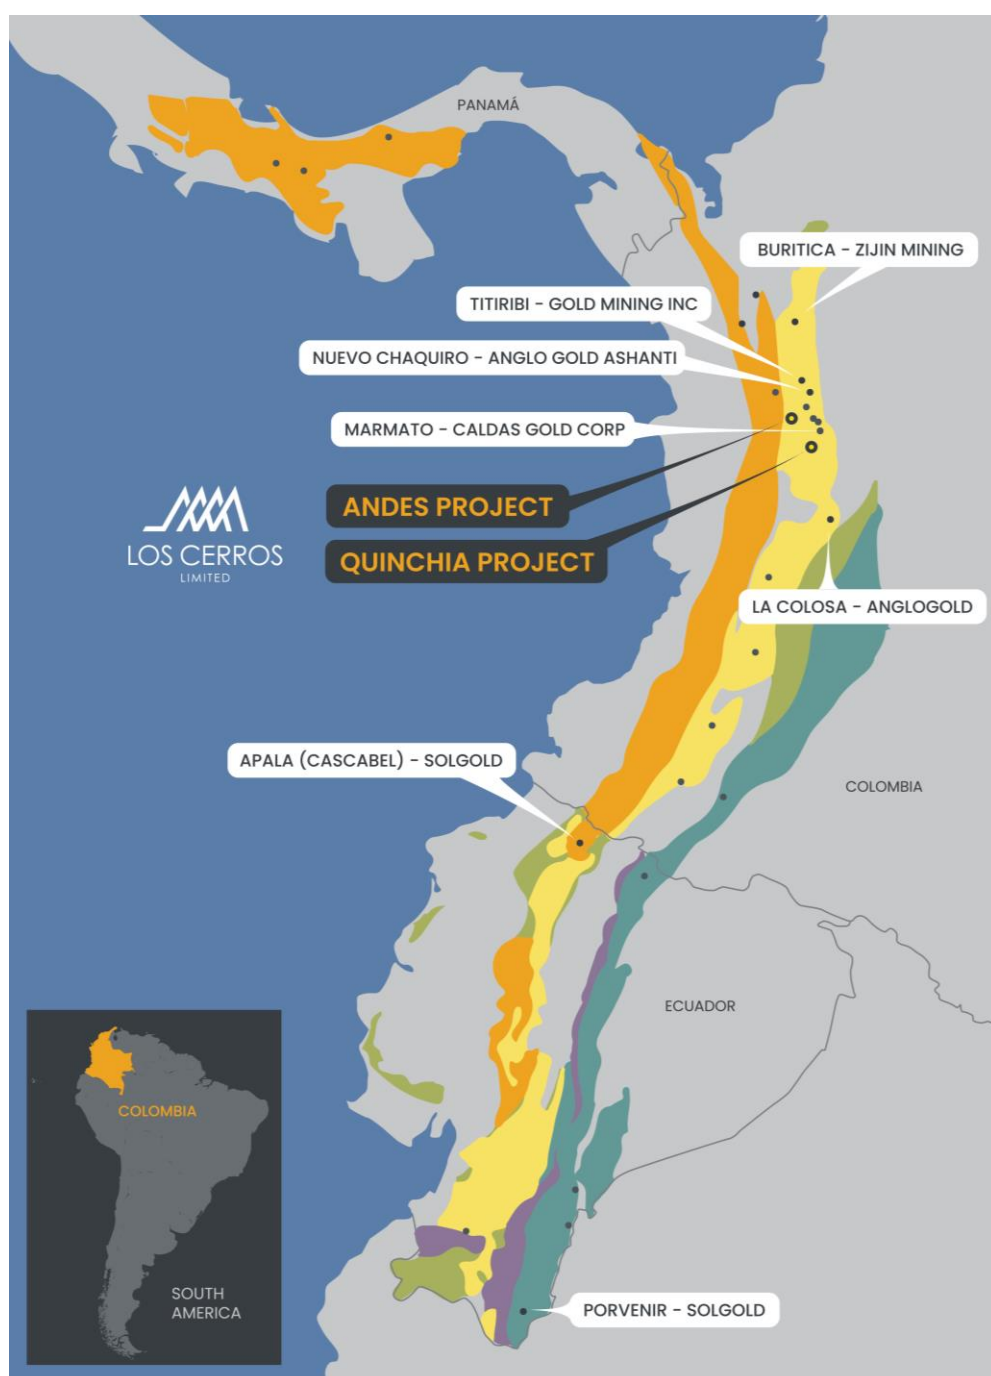 PANAMÁ
BURITICA - ZIJIN MINING
TITIRIBI - GOLD MINING INC
NUEVO CHAQUIRO - ANGLO GOLD ASHANTI
MARMATO - CALDAS GOLD CORP
ANDES PROJECT
QUINCHIA PROJECT
LOS CERROS
LIMITED
LA COLOSA - ANGLOGOLD
APALA (CASCABEL) - SOLGOLD
COLOMBIA
ECUADOR
COLOMBIA
SOUTH
AMERICA
PORVENIR - SOLGOLD